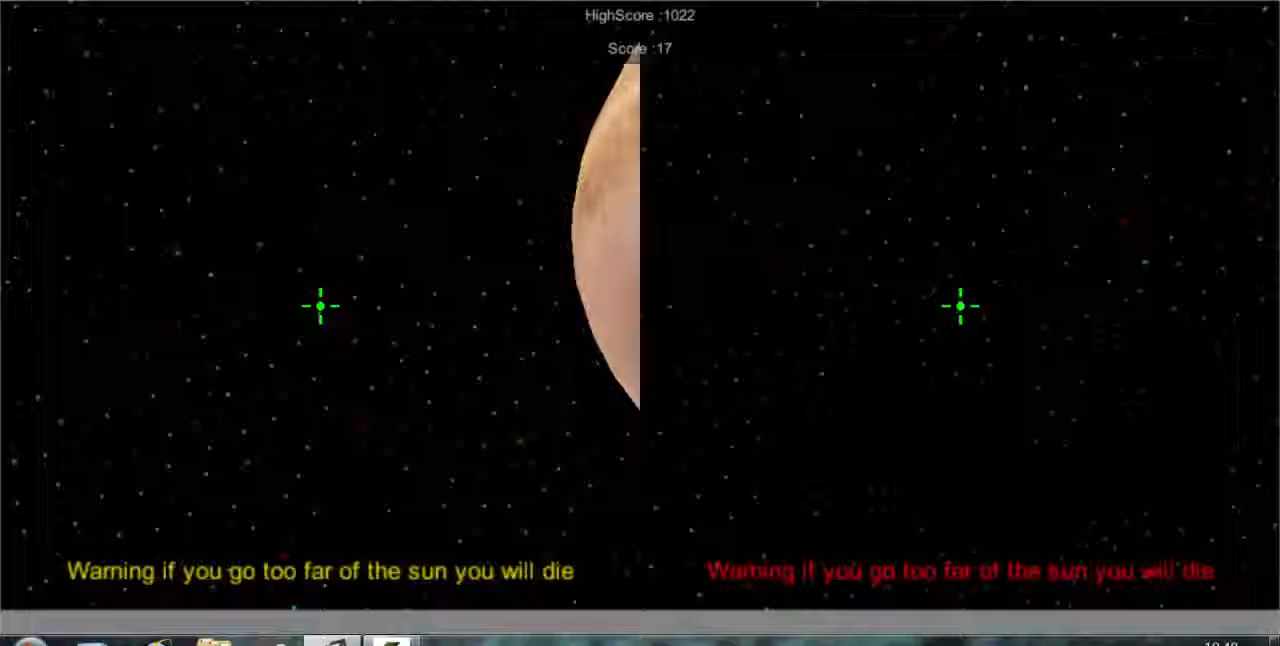 HighScore :1022
Score :17
Warning if you go too far of the sun you will die
Warning if you go too far of the sun you will die